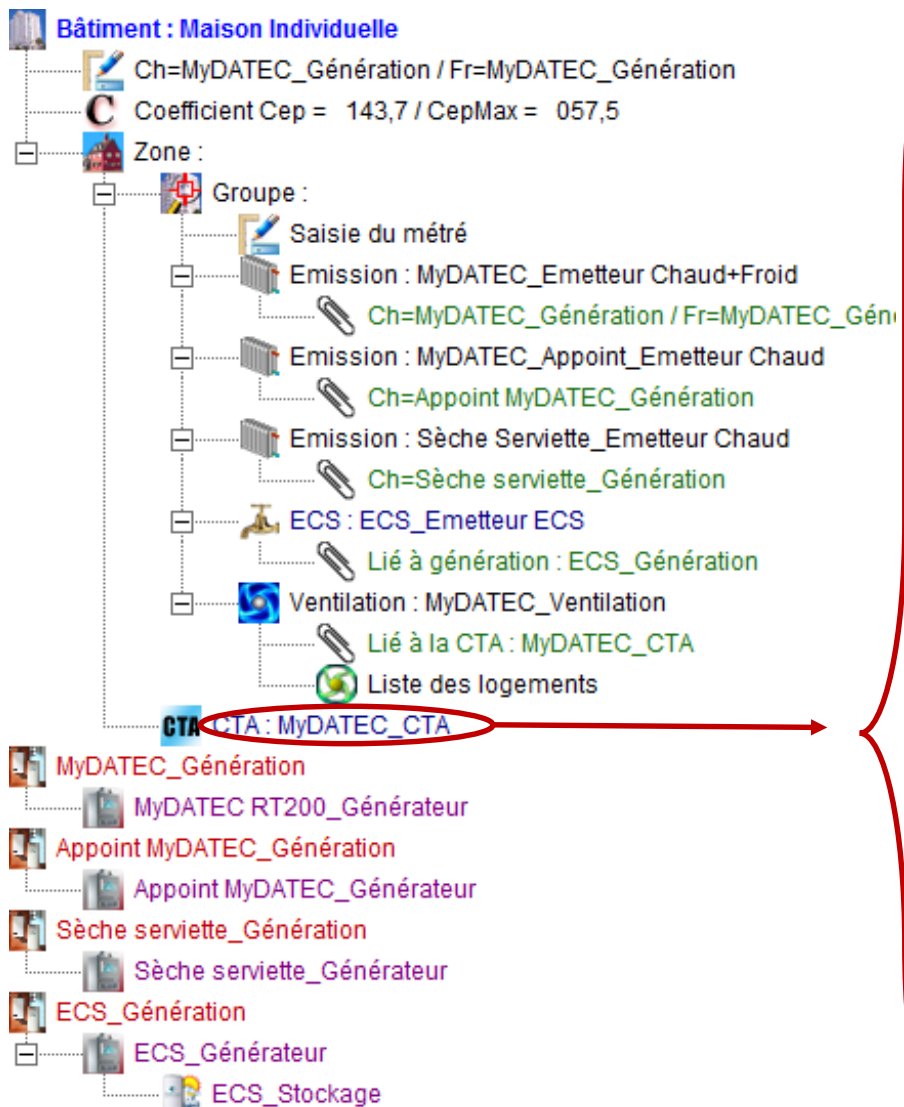 Bâtiment : Maison Individuelle
Ch=MyDATEC_Génération / Fr=MyDATEC_Génération
C Coefficient Cep = 143,7 / CepMax = 057,5
Zone :
Groupe :
Saisie du métré
Emission : MyDATEC_Emetteur Chaud+Froid
Ch=MyDATEC_Génération / Fr=MyDATEC_Géné
Emission : MyDATEC_Appoint_Emetteur Chaud
Ch=Appoint MyDATEC_Génération
Emission : Sèche Serviette_Emetteur Chaud
Ch=Sèche serviette_Génération
ECS : ECS_Emetteur ECS
Lié à génération : ECS_Génération
Ventilation : MyDATEC_Ventilation
Lié à la CTA : MyDATEC_CTA
Liste des logements
CTA CTA : MyDATEC_CTA
MyDATEC_Génération
MyDATEC RT200_Générateur
Appoint MyDATEC_Génération
Appoint MyDATEC_Générateur
Sèche serviette_Génération
Sèche serviette_Générateur
ECS_Génération
ECS_Générateur
ECS_Stockage